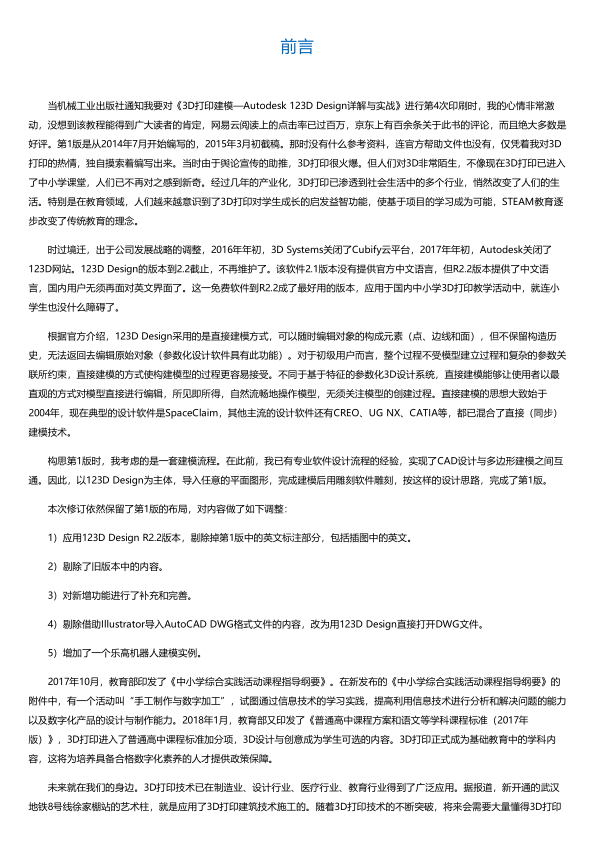 前言
当机械工业出版社通知我要对《3D打印建模—Autodesk 123D Design详解与实战》进行第4次印刷时，我的心情非常激
动，没想到该教程能得到广大读者的肯定，网易云阅读上的点击率已过百万，京东上有百余条关于此书的评论，而且绝大多数是
好评。第1版是从2014年7月开始编写的，2015年3月初截稿。那时没有什么参考资料，连官方帮助文件也没有，仅凭着我对3D
打印的热情，独自摸索着编写出来。当时由于舆论宣传的助推，3D打印很火爆。但人们对3D非常陌生，不像现在3D打印已进入
了中小学课堂，人们已不再对之感到新奇。经过几年的产业化，3D打印已渗透到社会生活中的多个行业，悄然改变了人们的生
活。特别是在教育领域，人们越来越意识到了3D打印对学生成长的启发益智功能，使基于项目的学习成为可能，STEAM教育逐
步改变了传统教育的理念。
时过境迁，出于公司发展战略的调整，2016年年初，3D Systems关闭了Cubify云平台，2017年年初，Autodesk关闭了
123D网站。123D Design的版本到2.2截止，不再维护了。该软件2.1版本没有提供官方中文语言，但R2.2版本提供了中文语
言，国内用户无须再面对英文界面了。这一免费软件到R2.2成了最好用的版本，应用于国内中小学3D打印教学活动中，就连小
学生也没什么障碍了。
根据官方介绍，123D Design采用的是直接建模方式，可以随时编辑对象的构成元素（点、边线和面），但不保留构造历
史，无法返回去编辑原始对象（参数化设计软件具有此功能）。对于初级用户而言，整个过程不受模型建立过程和复杂的参数关
联所约束，直接建模的方式使构建模型的过程更容易接受。不同于基于特征的参数化3D设计系统，直接建模能够让使用者以最
直观的方式对模型直接进行编辑，所见即所得，自然流畅地操作模型，无须关注模型的创建过程。直接建模的思想大致始于
2004年，现在典型的设计软件是SpaceClaim，其他主流的设计软件还有CREO、UG NX、CATIA等，都已混合了直接（同步）
建模技术。
构思第1版时，我考虑的是一套建模流程。在此前，我已有专业软件设计流程的经验，实现了CAD设计与多边形建模之间互
通。因此，以123D Design为主体，导入任意的平面图形，完成建模后用雕刻软件雕刻，按这样的设计思路，完成了第1版。
本次修订依然保留了第1版的布局，对内容做了如下调整：
1）应用123D Design R2.2版本，剔除掉第1版中的英文标注部分，包括插图中的英文。
2）剔除了旧版本中的内容。
3）对新增功能进行了补充和完善。
4）剔除借助Illustrator导入AutoCAD DWG格式文件的内容，改为用123D Design直接打开DWG文件。
5）增加了一个乐高机器人建模实例。
2017年10月，教育部印发了《中小学综合实践活动课程指导纲要》。在新发布的《中小学综合实践活动课程指导纲要》的
附件中，有一个活动叫“手工制作与数字加工”，试图通过信息技术的学习实践，提高利用信息技术进行分析和解决问题的能力
以及数字化产品的设计与制作能力。2018年1月，教育部又印发了《普通高中课程方案和语文等学科课程标准（2017年
版）》，3D打印进入了普通高中课程标准加分项，3D设计与创意成为学生可选的内容。3D打印正式成为基础教育中的学科内
容，这将为培养具备合格数字化素养的人才提供政策保障。
未来就在我们的身边。3D打印技术已在制造业、设计行业、医疗行业、教育行业得到了广泛应用。据报道，新开通的武汉
地铁8号线徐家棚站的艺术柱，就是应用了3D打印建筑技术施工的。随着3D打印技术的不断突破，将来会需要大量懂得3D打印